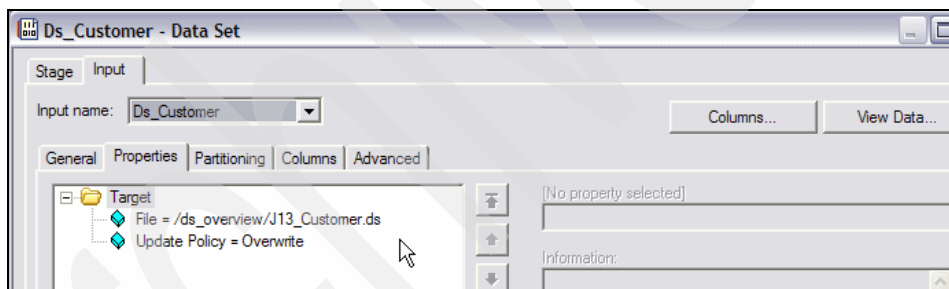 Ds_Customer - Data Set
Stage Input
Input name: Ds_Customer
Columns... View Data...
General Properties Partitioning Columns Advanced
Target
[No property selected]
File = /ds_overview/J13_Customer.ds
Update Policy = Overwrite
Information: